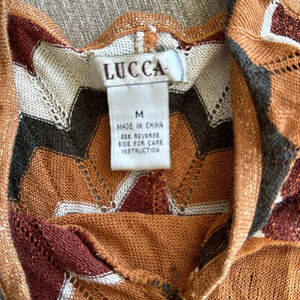 LUCCA
M
MADE IN CHINA
SEE REVERSE
SIDE FOR CARE
INSTRUCTION